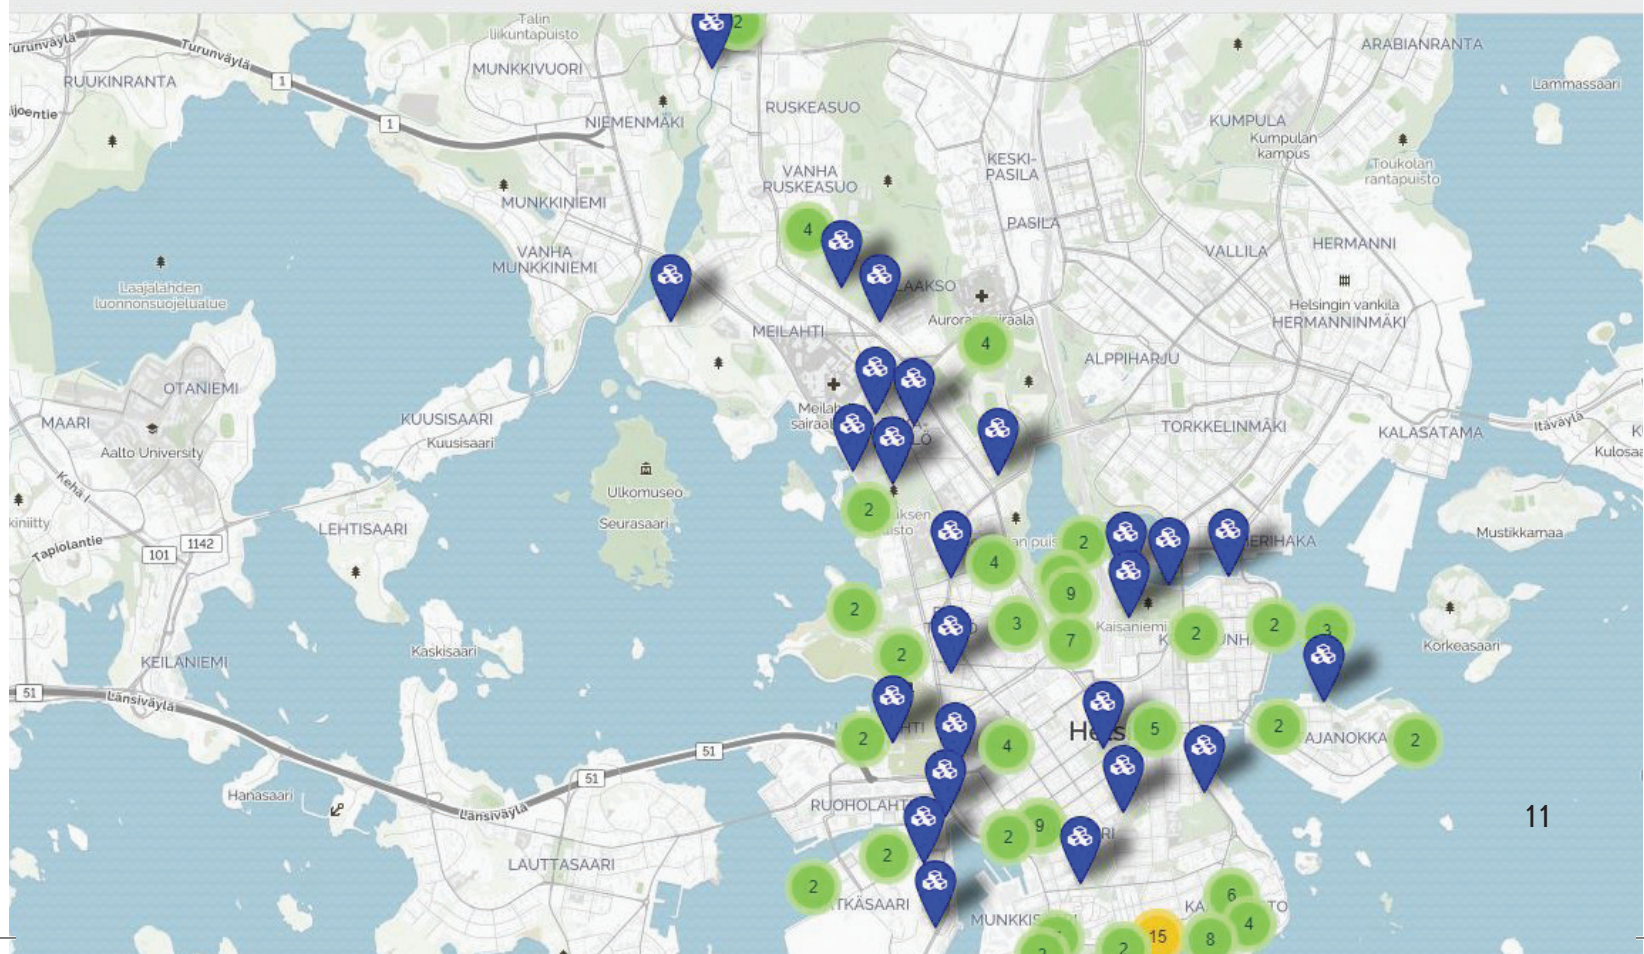 Talin
liikuntapuisto
2
Turunväylä
Turunväylä
ARABIANRANTA
MUNKKIVUORI
RUUKINRANTA
1
Lammassaari
RUSKEASUO
NIEMENMÄKI
1
KUMPULA
Kumpulan
kampus
KESKI-
PASILA
VANHA
RUSKEASUO
Toukolan
rantapuisto
MUNKKINIEMI
PASILA
4
VALLILA
HERMANNI
VANHA
MUNKKINIEMI
Laajalahden
luonnonsuojelualue
LAAKSO
Helsingin vankila
HERMANNINMÄKI
MEILAHTI
4
ALPPIHARJU
OTANIEMI
MAARI
KUUSISAARI
Kuusisaari
Aalto University
TORKKELINMÄKI
KALASATAMA
Itäväylä
Kehä I
Ulkomuseo
Seurasaari
2
LEHTISAARI
Mustikkamaa
Tapiolantie
101
1142
2
4
9
2
3
7
Kaisaniemi
2
2
3
2
Korkeasaari
Kaskisaari
KEILANIEMI
51
Länsiväylä
2
4
5
2
2
51
51
Hanasaari
Länsiväylä
9
2
11
2
LAUTTASAARI
2
6
4
15
8
2